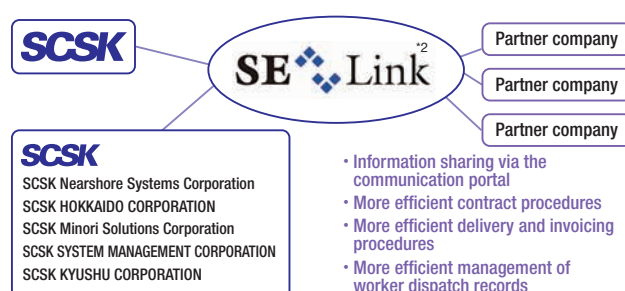 SCSK
SE Link*2
Partner company
Partner company
Partner company
SCSK
SCSK Nearshore Systems Corporation
SCSK HOKKAIDO CORPORATION
SCSK Minori Solutions Corporation
SCSK SYSTEM MANAGEMENT CORPORATION
SCSK KYUSHU CORPORATION
• Information sharing via the
communication portal
• More efficient contract procedures
• More efficient delivery and invoicing
procedures
• More efficient management of
worker dispatch records